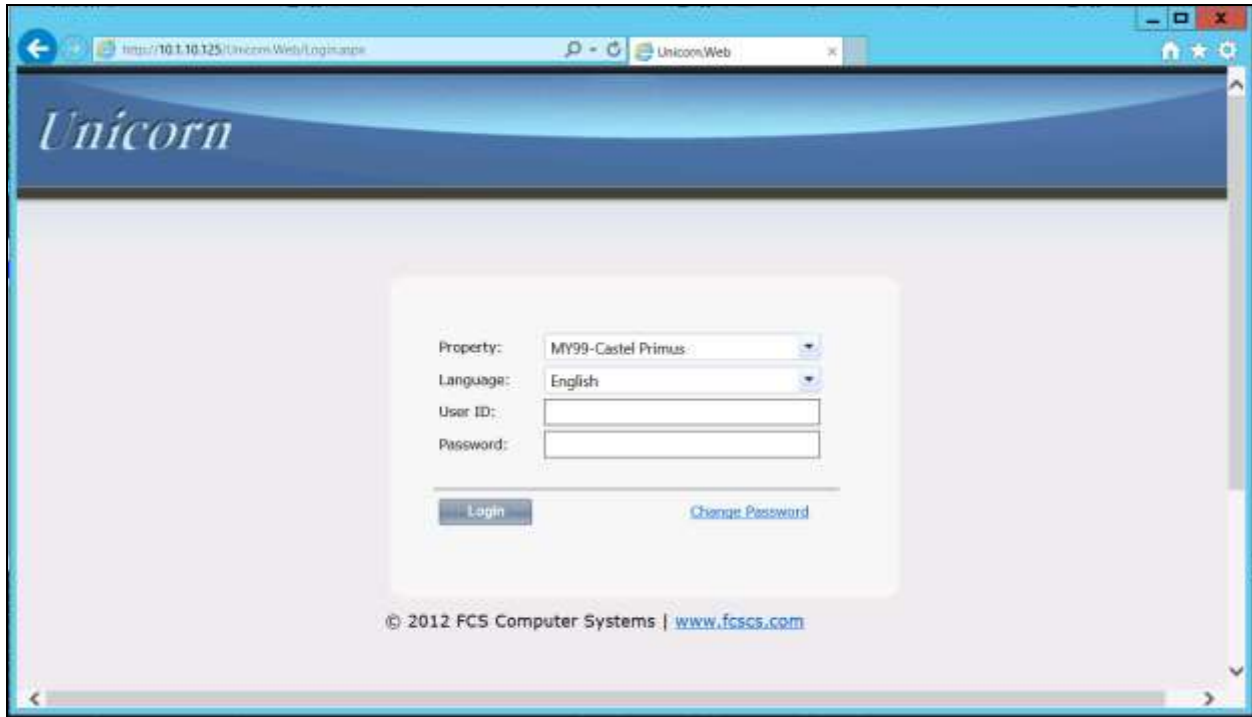 http://10.1.10.125/Unicorn.Web/Login.aspx
Unicorn.Web
Unicorn
Property: MY99-Castel Primus
Language: English
User ID:
Password:
Login Change Password
© 2012 FCS Computer Systems | www.fcscs.com